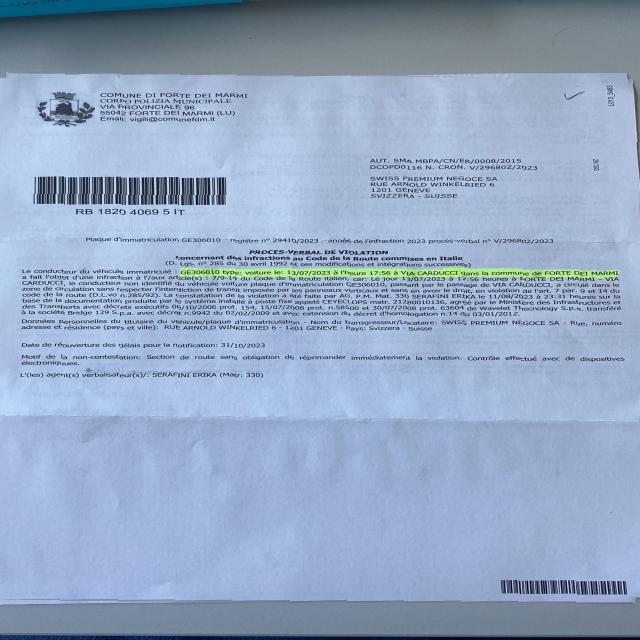 COMUNE DI FORTE DEI MARMI
CORPO POLIZIA MUNICIPALE
VIA PROVINCIALE 96
55042 FORTE DEI MARMI (LU)
Email: vigili@comunefdm.it
AUT. SMA MBPA/CN/ER/0008/2015
DCOPD0116 N. CRON. V/29680Z/2023
SWISS PREMIUM NEGOCE SA
RUE ARNOLD WINKELRIED 6
1201 GENEVE
SVIZZERA - SUISSE
RB 1820 4069 5 IT
Plaque d'immatriculation GE306010 - registre n° 29410/2023 - année de l'infraction 2023 procès-verbal n° V/29680Z/2023
PROCES-VERBAL DE VIOLATION
concernant des infractions au Code de la Route commises en Italie
(D. Lgs. n° 285 du 30 avril 1992 et ses modifications et intégrations successives)
Le conducteur du véhicules immatriculé GE306010 type: voiture le: 13/07/2023 à l'heure 17:56 à VIA CARDUCCI dans la commune de FORTE DEI MARMI
a fait l'objet d'une infraction à l'/aux article(s) : 7/9-14 du Code de la Route Italien, car: Le jour 13/07/2023 à 17:56 heures à FORTE DEI MARMI - VIA
CARDUCCI, le conducteur non identifié qu véhicule voiture plaque d'immatriculation GE306010, passant par le passage de VIA CARDUCCI, a circulé dans le
zone de circulation sans respecter l'interdiction de transit imposée par les panneaux verticaux et sans en avoir le droit, en violation de l'art. 7 par. 9 et 14 du
code de la route (D.L.vo n.285/92). La constatation de la violation a été faite par AG. P.M. Mat. 330 SERAFINI ERIKA le 11/08/2023 à 23:31 heures sur la
base de la documentation produite par le système installé à poste fixe appelé EYECLOPS matr. 2128010136, agréé par le Ministère des Infrastructures et
des Transports avec décrets exécutifs 06/10/2006 prot. 154, 15/07/2008 prot. 58500 et 30/07/2009 prot. 63604 de Wavelet Thecnology S.p.a. transféré
à la société Bridge 129 S.p.a. avec décret n.9942 du 02/02/2009 et avec extension du décret d'homologation n.14 du 03/01/2012.
Données Personnelles du titulaire du véhicule/plaque d'immatriculation - Nom du transgresseur/Locataire: SWISS PREMIUM NEGOCE SA - Rue, numéro
adresse et résidence (pays et ville): RUE ARNOLD WINKELRIED 6 - 1201 GENEVE - Pays: Svizzera - Suisse
Date de réouverture des délais pour la notification: 31/10/2023
Motif de la non-contestation: Section de route sans obligation de réprimander immédiatement la violation. Contrôle effectué avec de dispositives
électroniques.
L'(les) agent(s) verbalisateur(s)/: SERAFINI ERIKA (Matr: 330)